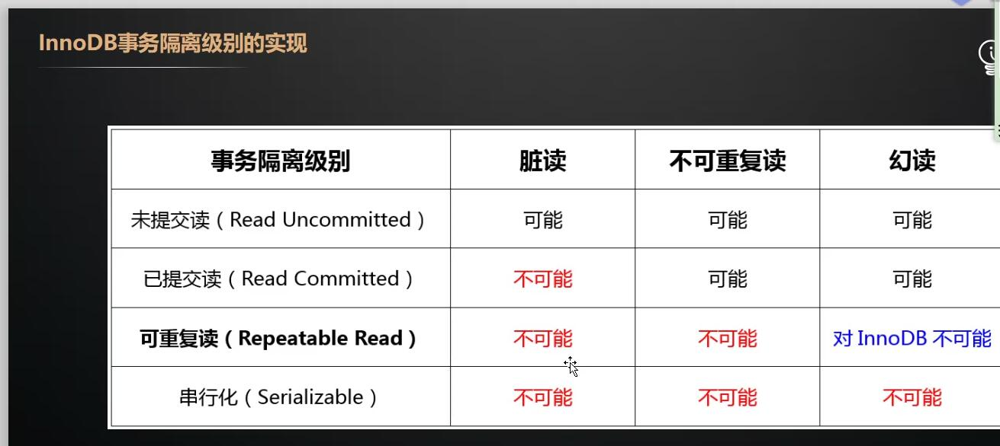 InnoDB事务隔离级别的实现
事务隔离级别 脏读 不可重复读 幻读
未提交读（Read Uncommitted） 可能 可能 可能
已提交读（Read Committed） 不可能 可能 可能
可重复读（Repeatable Read） 不可能 不可能 对 InnoDB 不可能
串行化（Serializable） 不可能 不可能 不可能